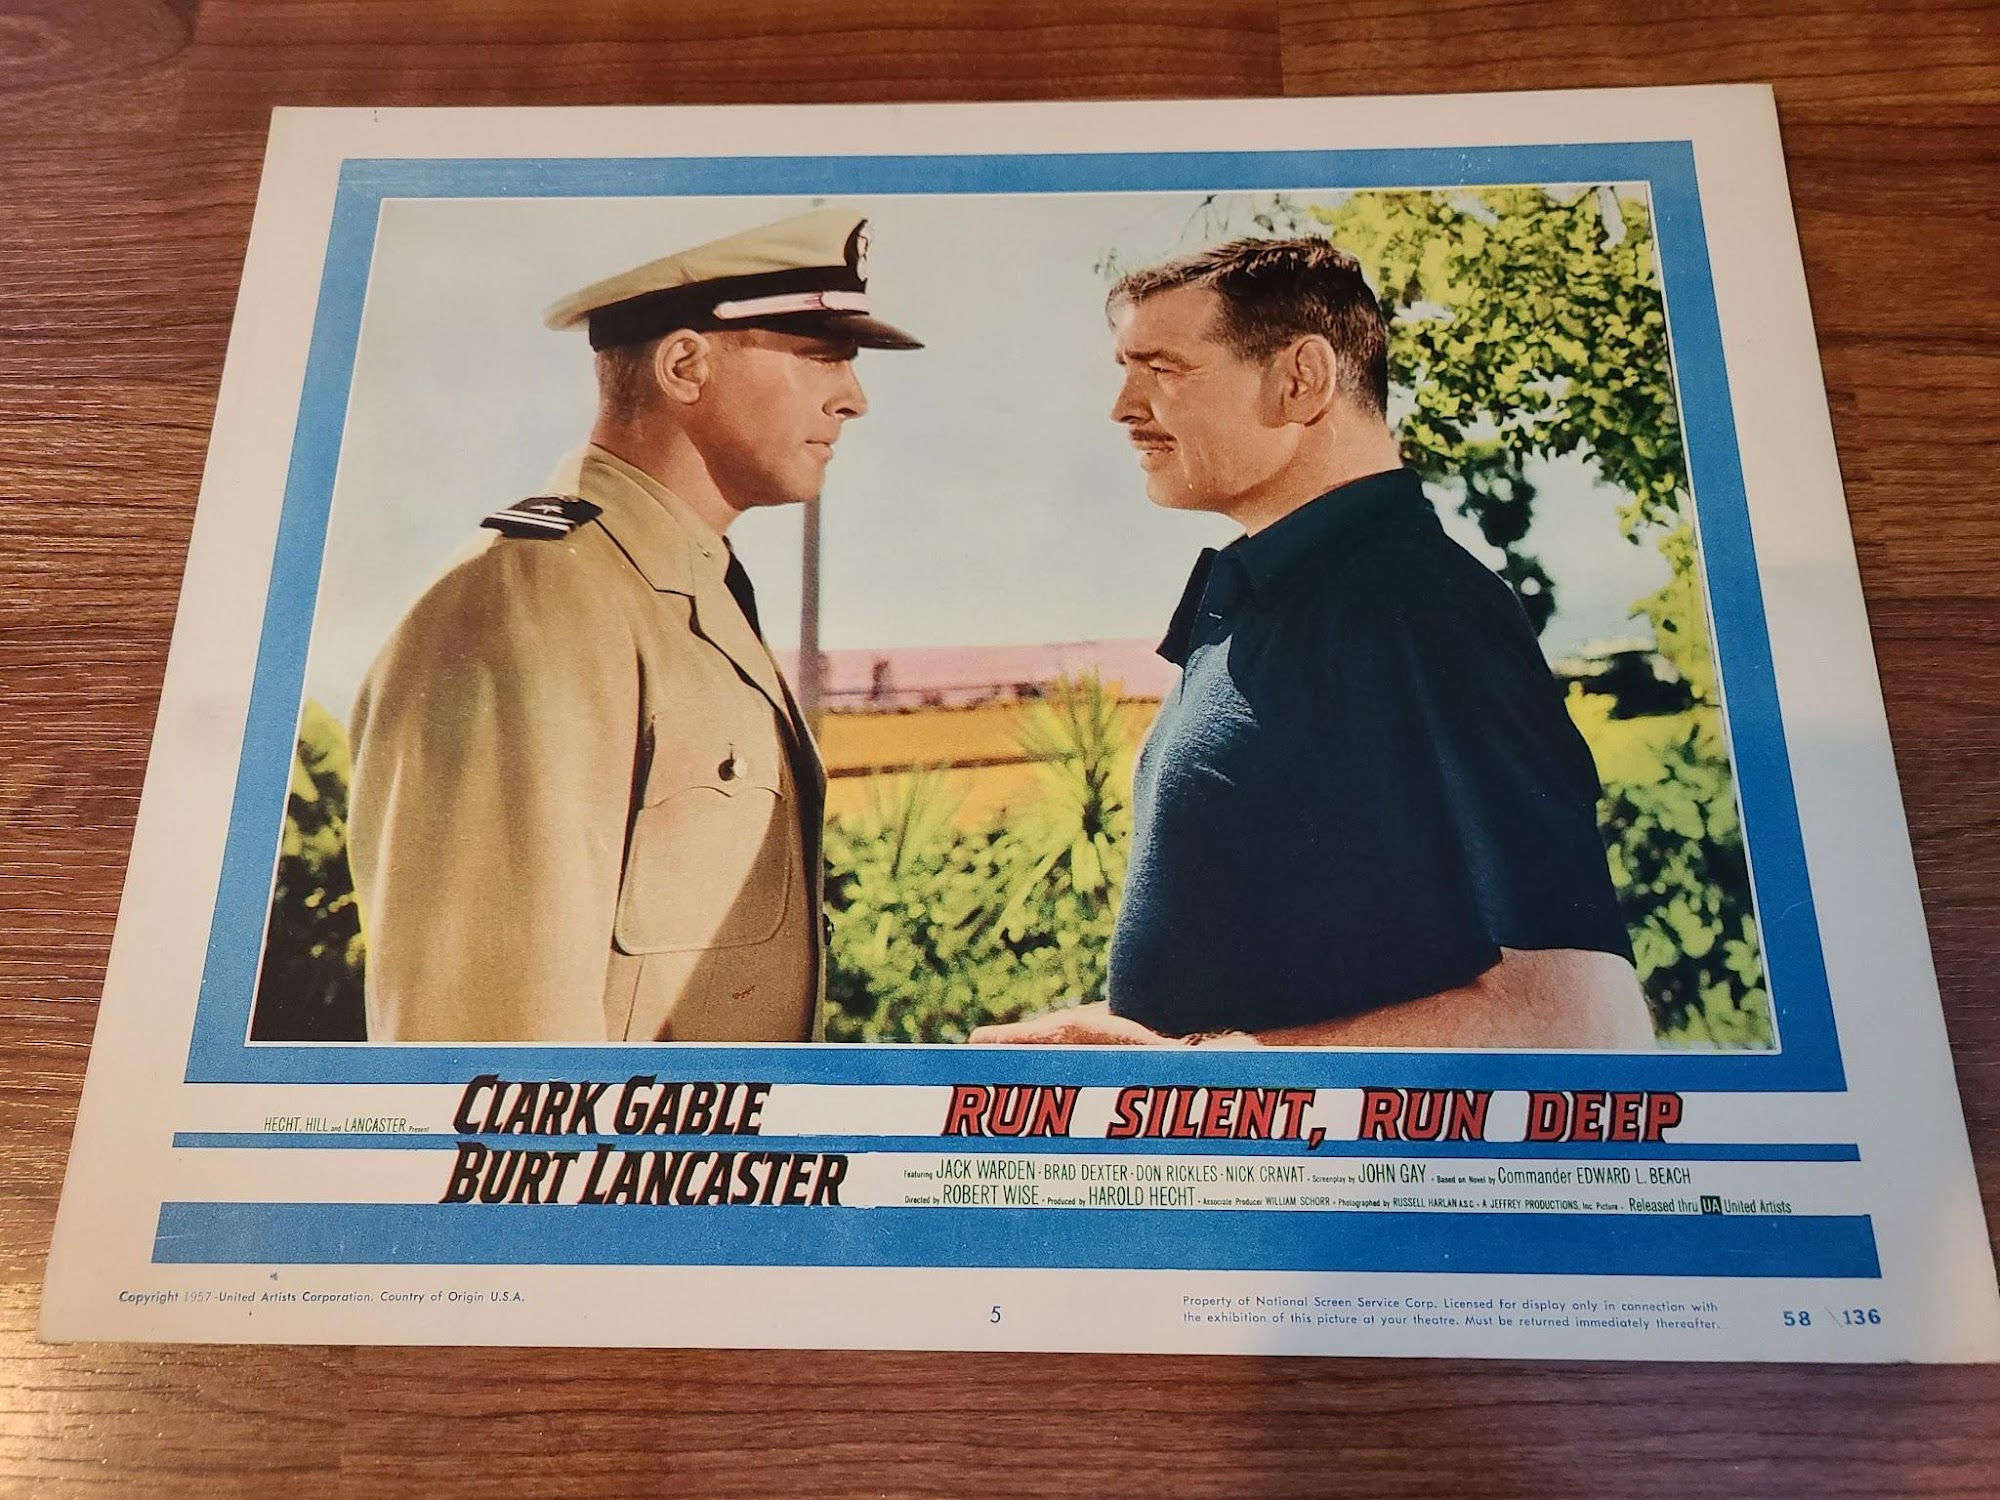 HECHT, HILL and LANCASTER Present
CLARK GABLE
BURT LANCASTER
RUN SILENT, RUN DEEP
Featuring JACK WARDEN · BRAD DEXTER · DON RICKLES · NICK CRAVAT · Screenplay by JOHN GAY · Based on Novel by Commander EDWARD L. BEACH
Directed by ROBERT WISE · Produced by HAROLD HECHT · Associate Producer WILLIAM SCHORR · Photographed by RUSSELL HARLAN A.S.C. · A JEFFREY PRODUCTIONS, Inc. Picture · Released thru UA United Artists
Copyright 1957-United Artists Corporation. Country of Origin U.S.A.
5
Property of National Screen Service Corp. Licensed for display only in connection with
the exhibition of this picture at your theatre. Must be returned immediately thereafter.
58 \136